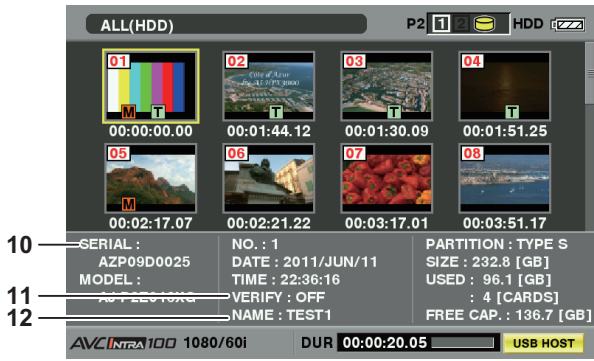 ALL(HDD)
P2 1 2 HDD
01
02
03
04
Côte d'Azur
M
T
T
T
T
00:00:00.00
00:01:44.12
00:01:30.09
00:01:51.25
05
06
07
08
M
00:02:17.07
00:02:21.22
00:03:17.01
00:03:51.17
10
SERIAL :
AZP09D0025
MODEL :
11
12
NO. : 1
DATE : 2011/JUN/11
TIME : 22:36:16
VERIFY : OFF
NAME : TEST1
PARTITION : TYPE S
SIZE : 232.8 [GB]
USED : 96.1 [GB]
: 4 [CARDS]
FREE CAP. : 136.7 [GB]
AVC INTRA 100 1080/60i
DUR 00:00:20.05
USB HOST